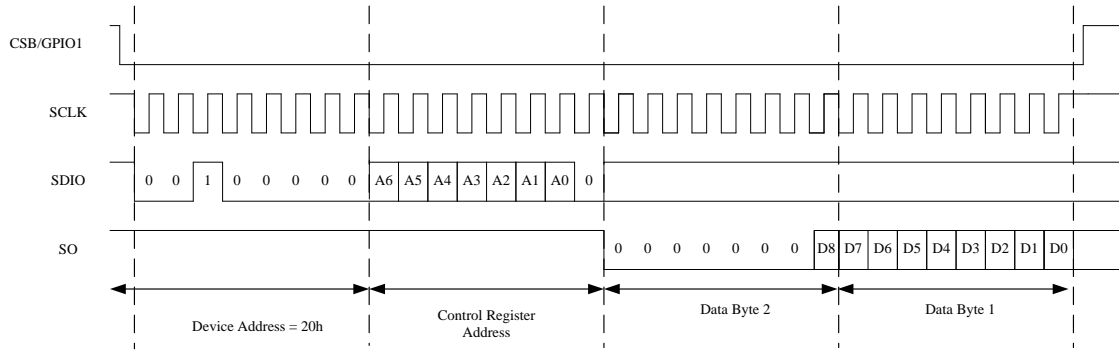 CSB/GPIO1
SCLK
SDIO
0 0 1 0 0 0 0 0 A6 A5 A4 A3 A2 A1 A0 0
SO
0 0 0 0 0 0 0 D8 D7 D6 D5 D4 D3 D2 D1 D0
Device Address = 20h
Control Register
Address
Data Byte 2
Data Byte 1